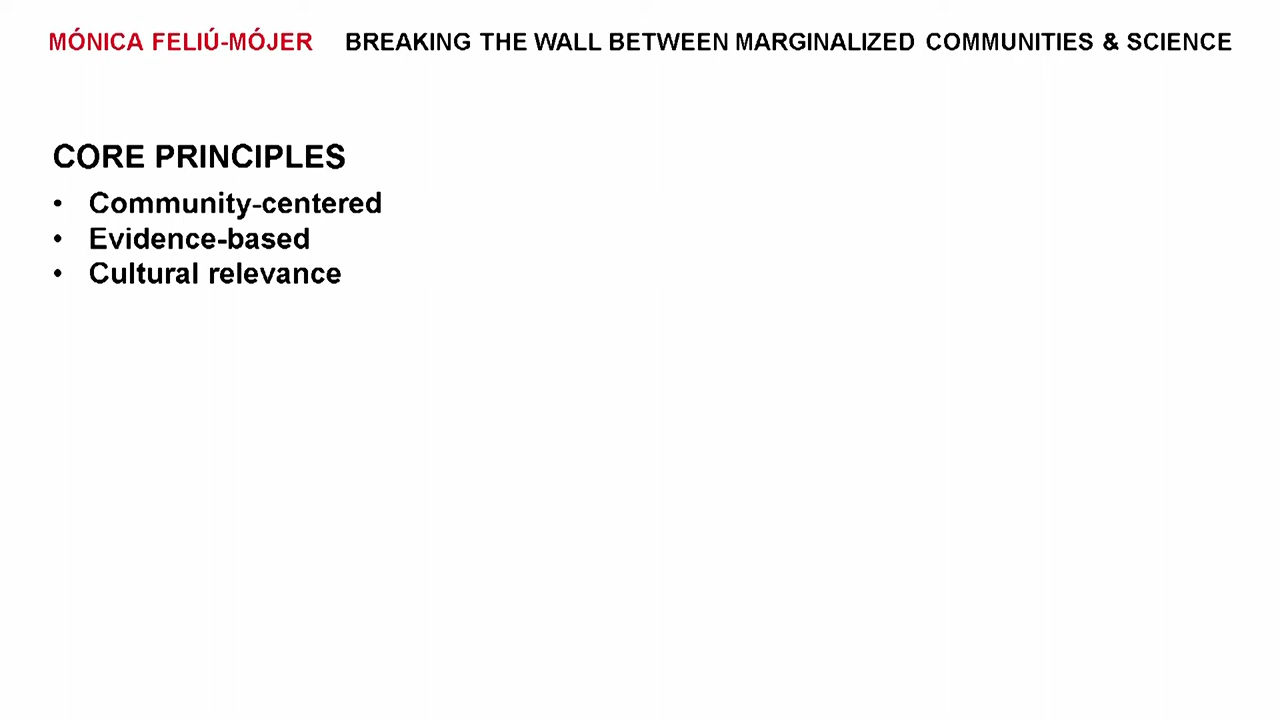 MÓNICA FELIÚ-MÓJER BREAKING THE WALL BETWEEN MARGINALIZED COMMUNITIES & SCIENCE
CORE PRINCIPLES
• Community-centered
• Evidence-based
• Cultural relevance